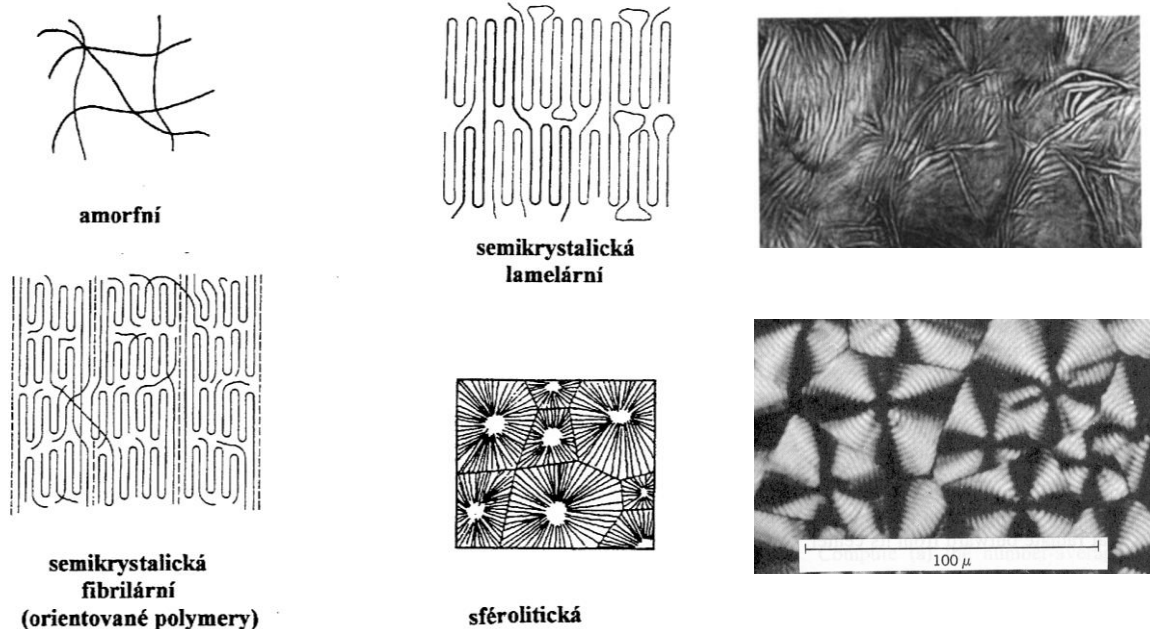 amorfní
semikrystalická
lamelární
semikrystalická
fibrilární
(orientované polymery)
sférolitická
100 μ